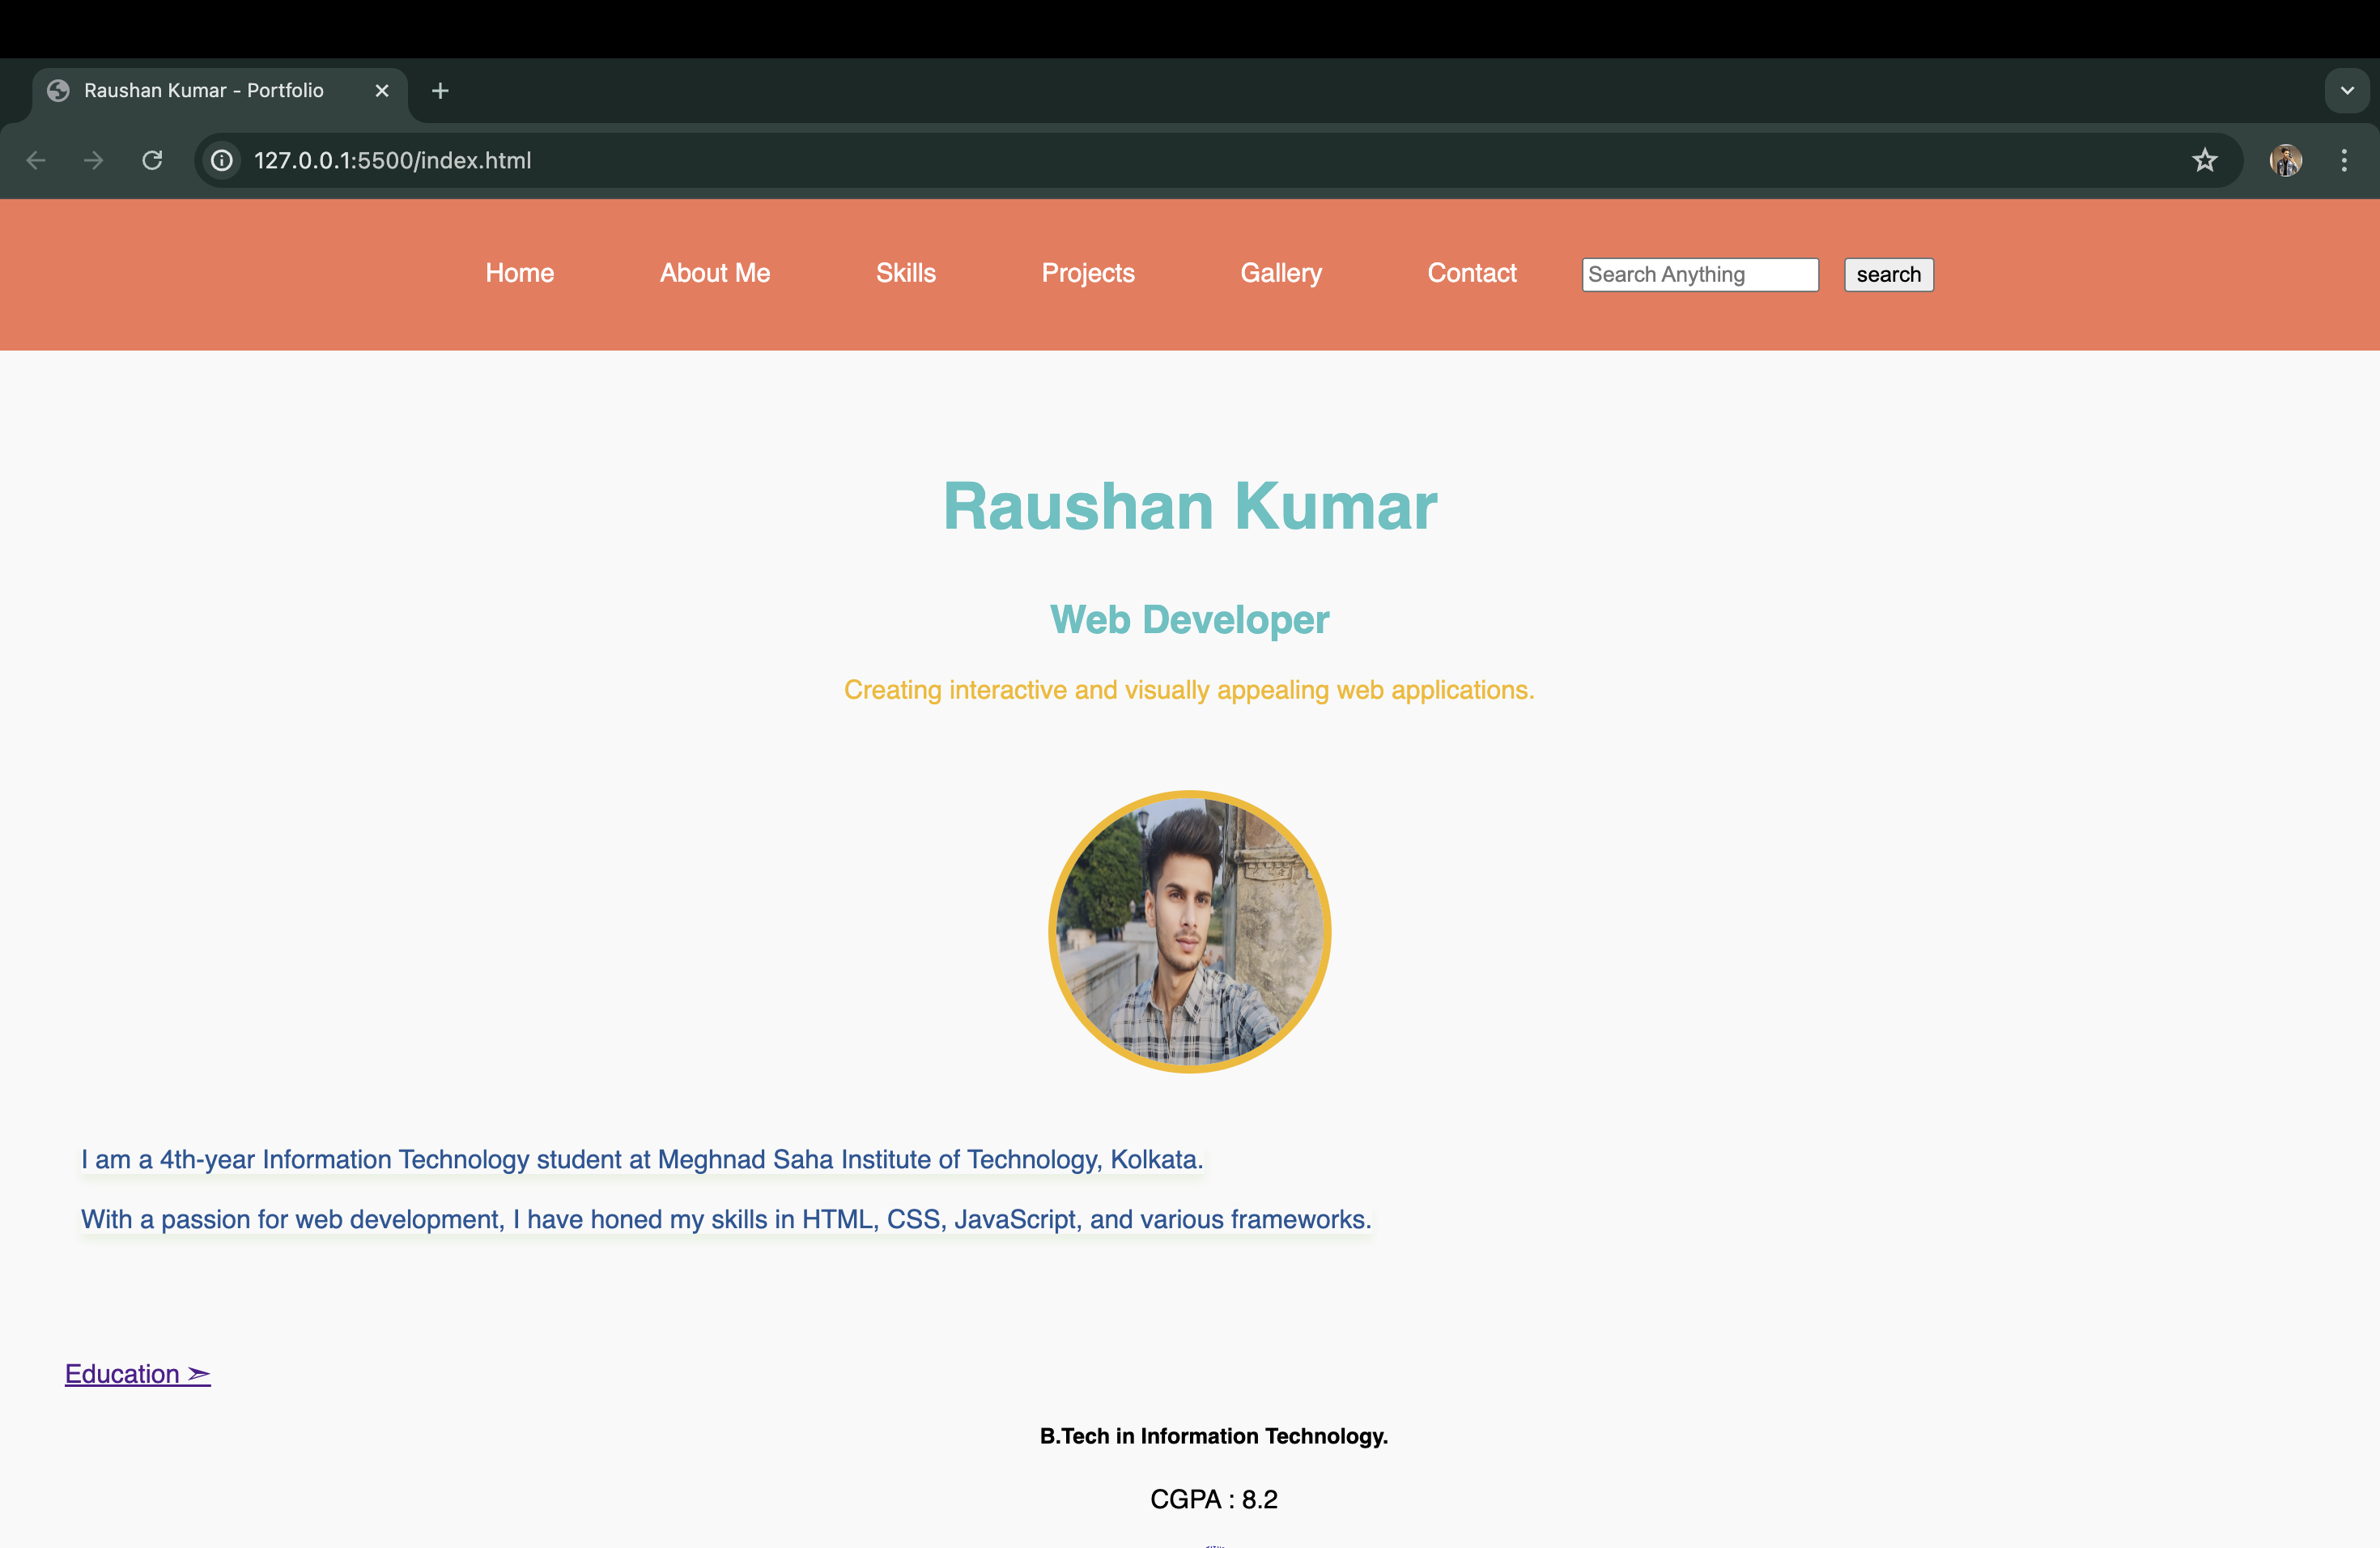 Raushan Kumar - Portfolio
127.0.0.1:5500/index.html
Home About Me Skills Projects Gallery Contact Search Anything search
Raushan Kumar
Web Developer
Creating interactive and visually appealing web applications.
I am a 4th-year Information Technology student at Meghnad Saha Institute of Technology, Kolkata.
With a passion for web development, I have honed my skills in HTML, CSS, JavaScript, and various frameworks.
Education ➣
B.Tech in Information Technology.
CGPA : 8.2